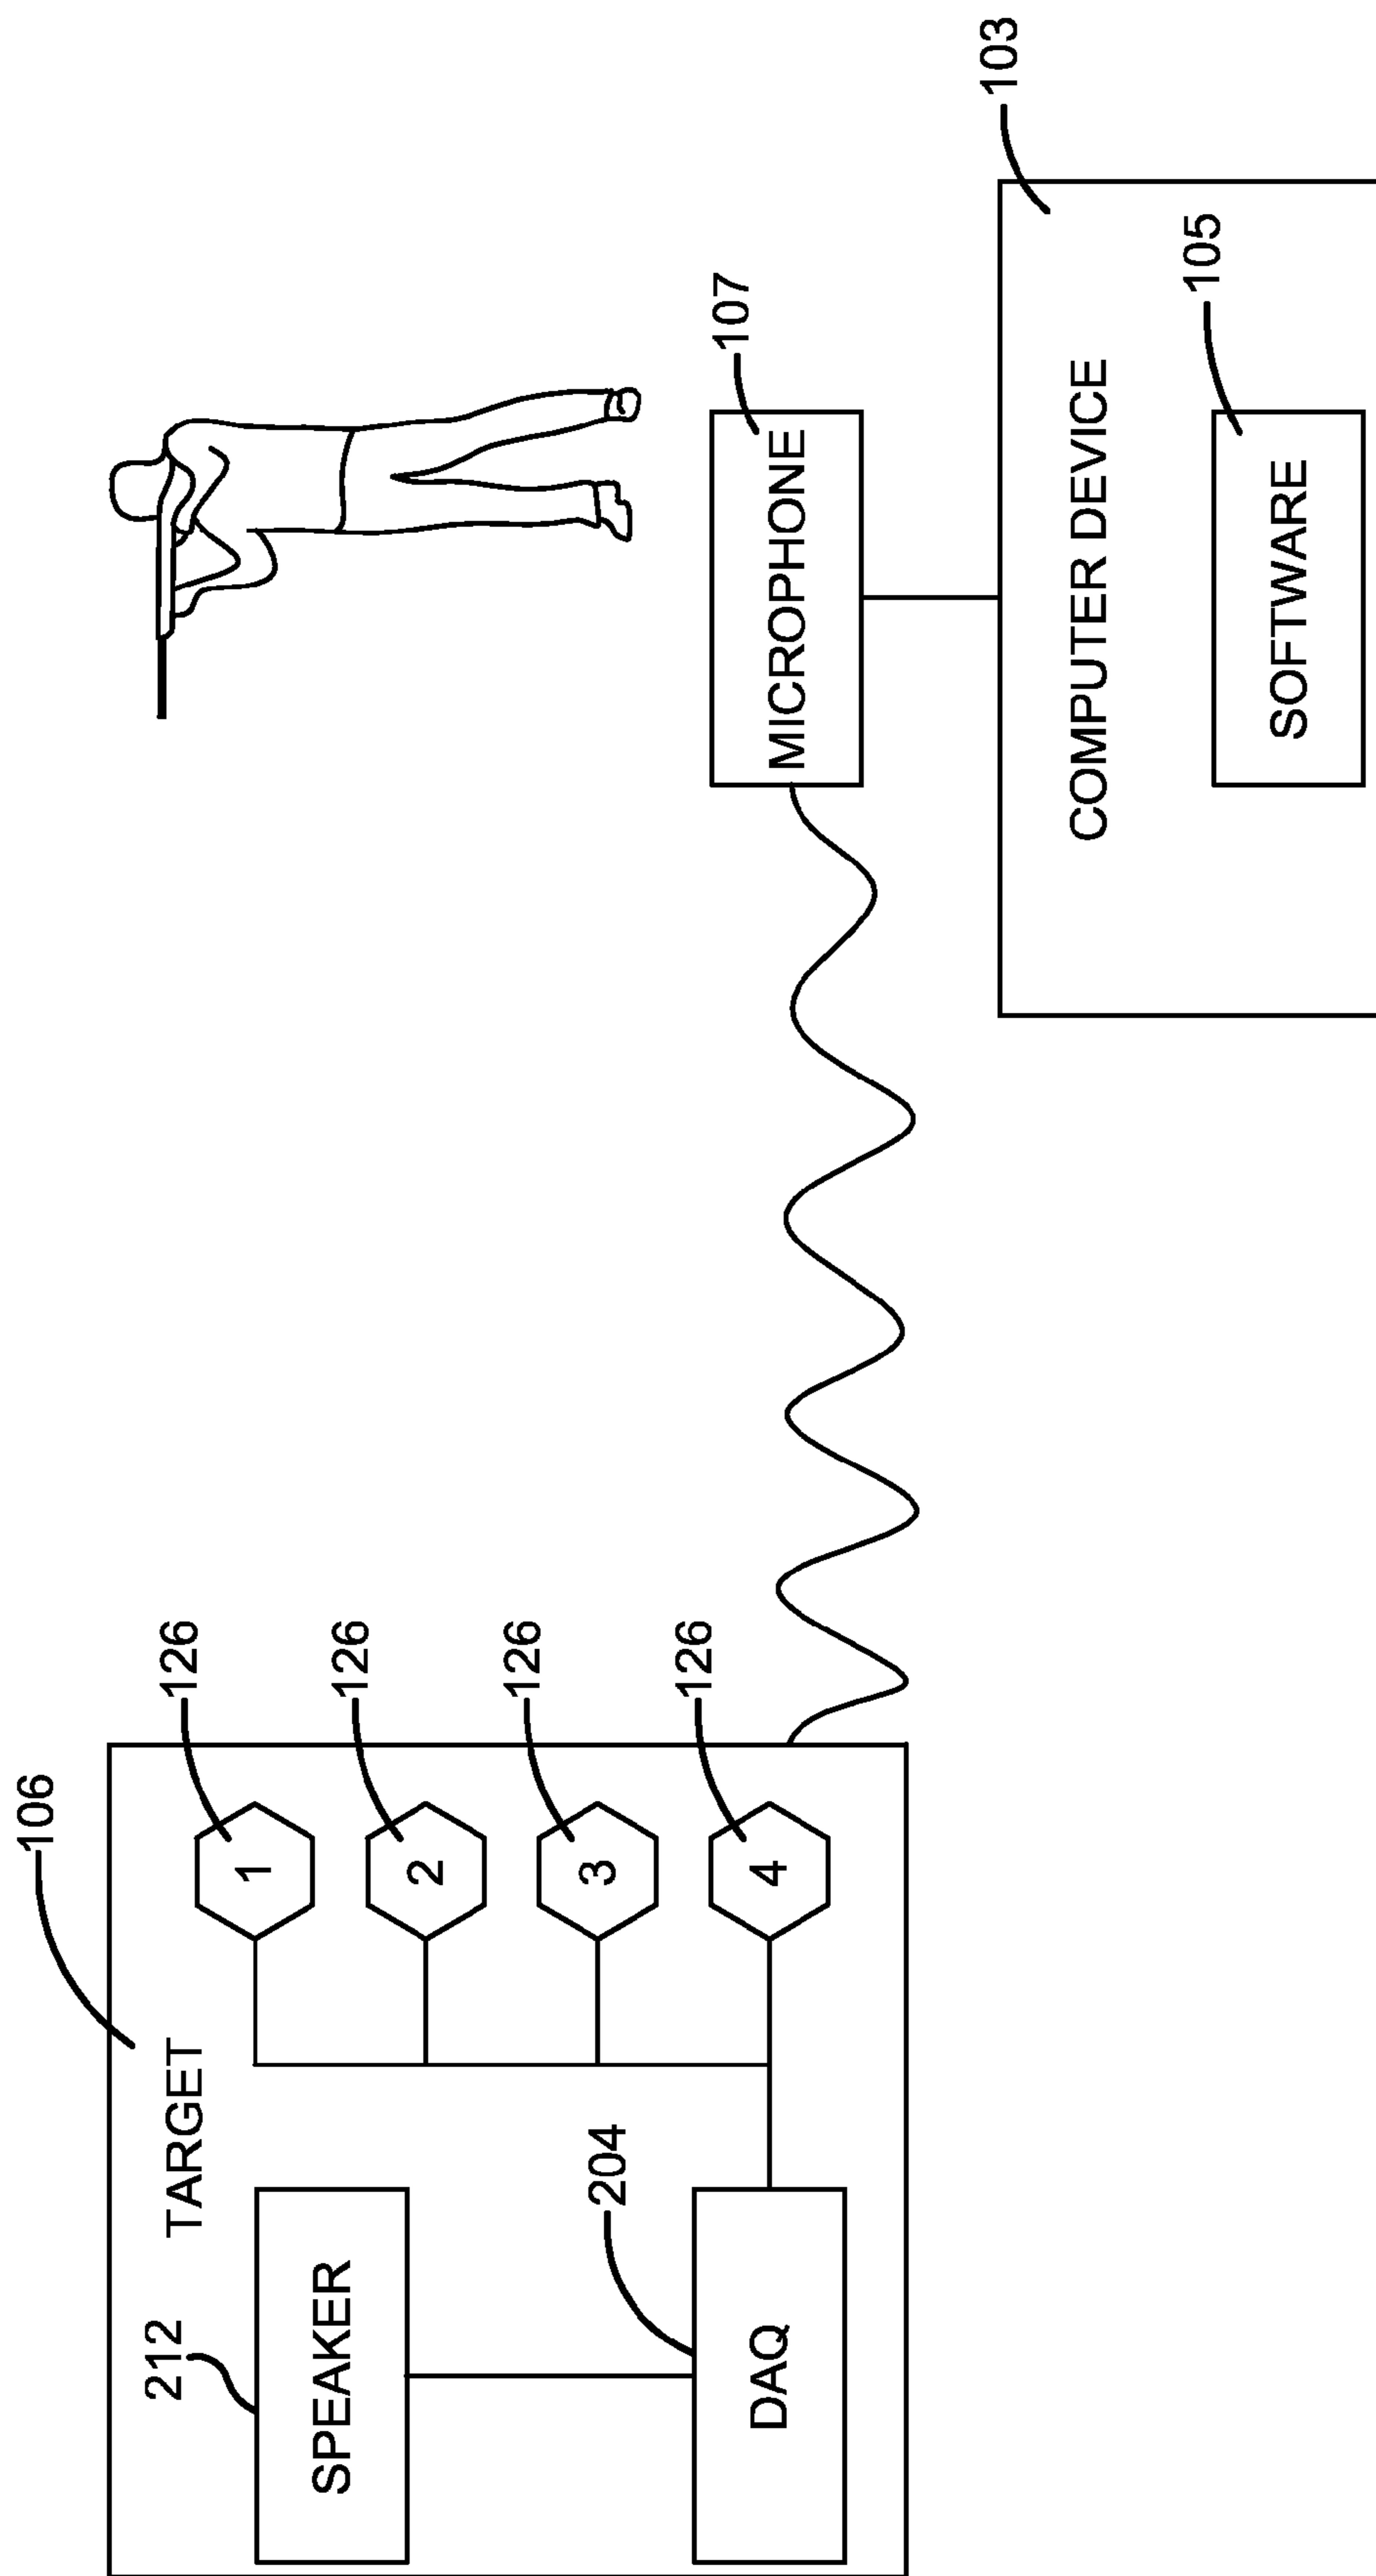 106
TARGET
212
SPEAKER
204
DAQ
1
126
2
126
3
126
4
126
107
MICROPHONE
103
COMPUTER DEVICE
105
SOFTWARE